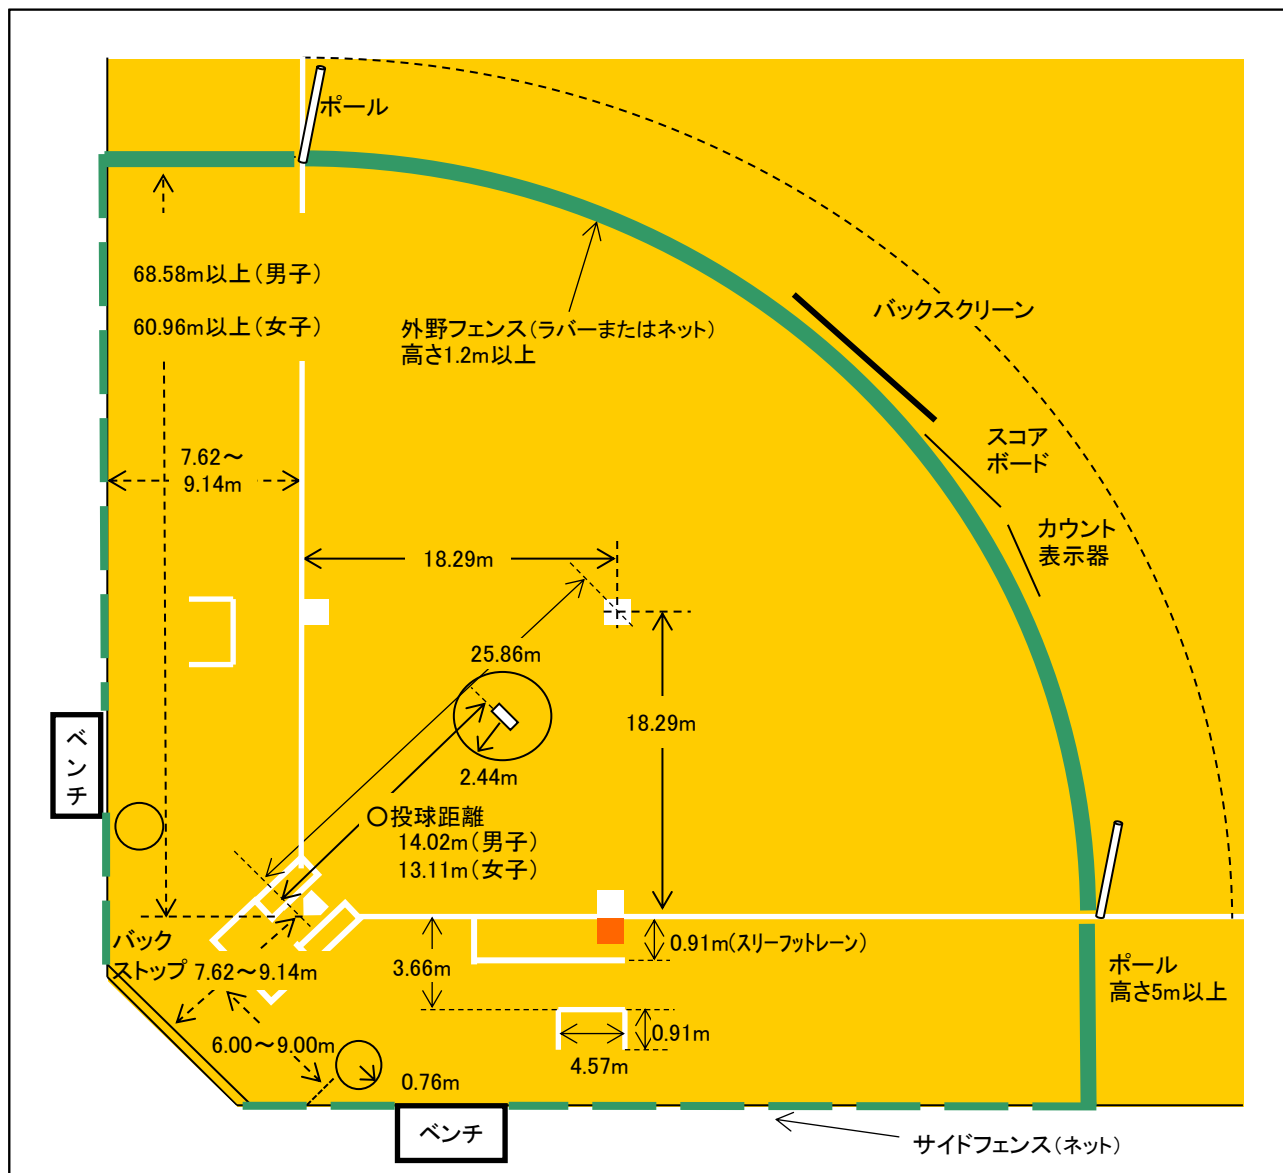 ポール
68.58m以上（男子）
60.96m以上（女子）
外野フェンス（ラバーまたはネット）
高さ1.2m以上
バックスクリーン
スコア
ボード
カウント
表示器
7.62～
9.14m
18.29m
25.86m
18.29m
2.44m
○投球距離
14.02m（男子）
13.11m（女子）
ベンチ
バック
ストップ
7.62～9.14m
3.66m
0.91m（スリーフットレーン）
ポール
高さ5m以上
6.00～9.00m
0.91m
4.57m
0.76m
ベンチ
サイドフェンス（ネット）